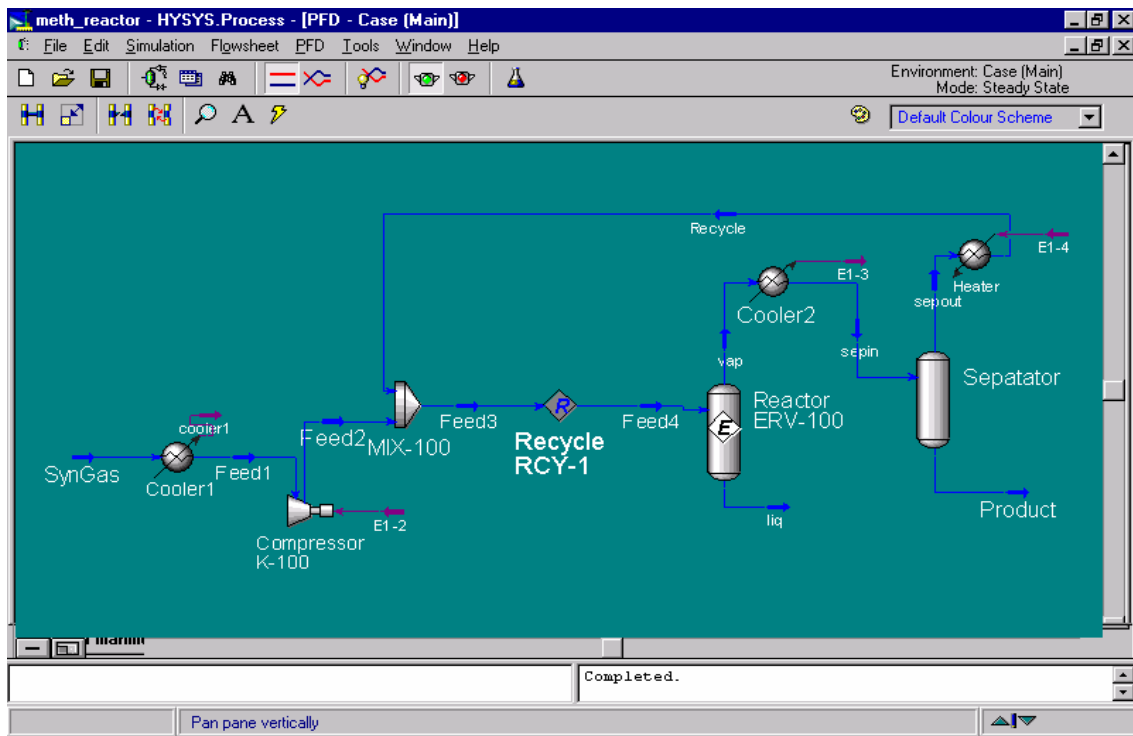 meth_reactor - HYSYS.Process - [PFD - Case (Main)]
File Edit Simulation Flowsheet PFD Tools Window Help
Environment: Case (Main)
Mode: Steady State
A
Default Colour Scheme
Recycle
E1-4
Heater
sepout
E1-3
Cooler2
vap
sepin
Sepatator
Reactor
ERV-100
E
cooler1
Feed2
MIX-100
Feed3
R
Feed4
Recycle
RCY-1
SynGas
Cooler1
Feed1
E1-2
Compressor
K-100
liq
Product
Completed.
Pan pane vertically